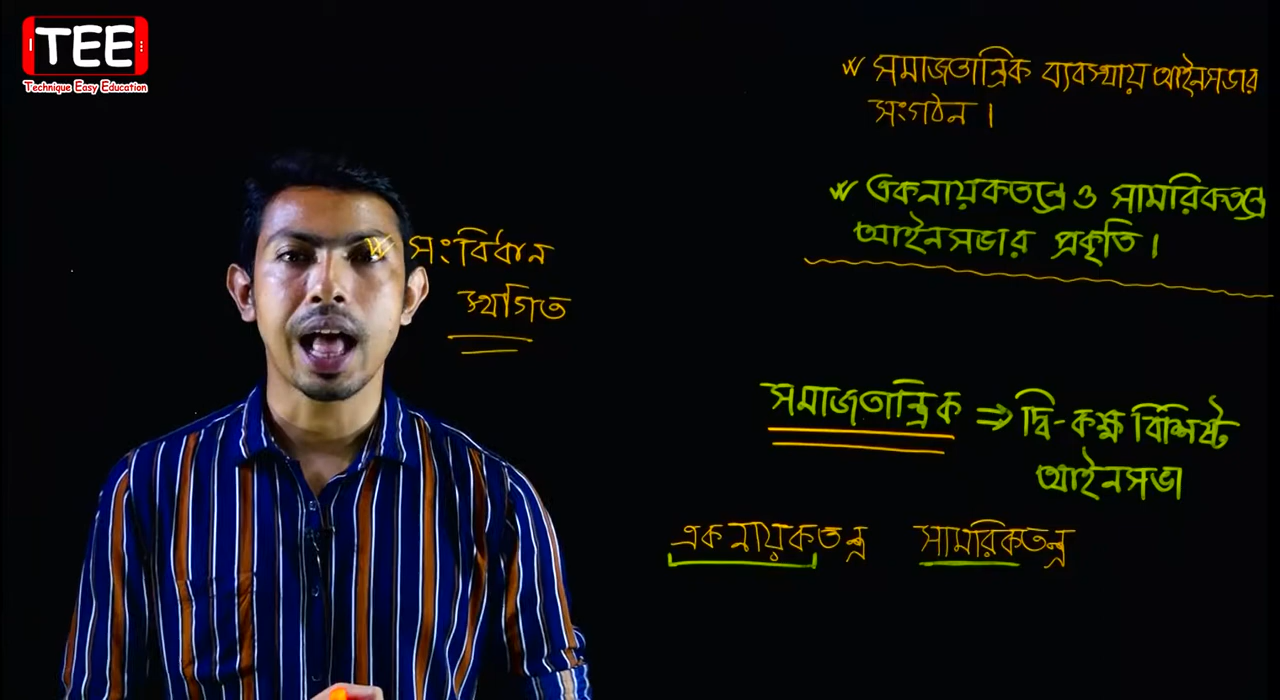 TEE
Technique Easy Education
সমাজতান্ত্রিক ব্যবস্থায় আইনসভার
সংগঠন।
একনায়কতন্ত্রে ও সামরিকতন্ত্রে
আইনসভার প্রকৃতি।
সংবিধান
স্থগিত
সমাজতান্ত্রিক ⇒ দ্বি-কক্ষ বিশিষ্ট
আইনসভা
একনায়কতন্ত্র সামরিকতন্ত্র